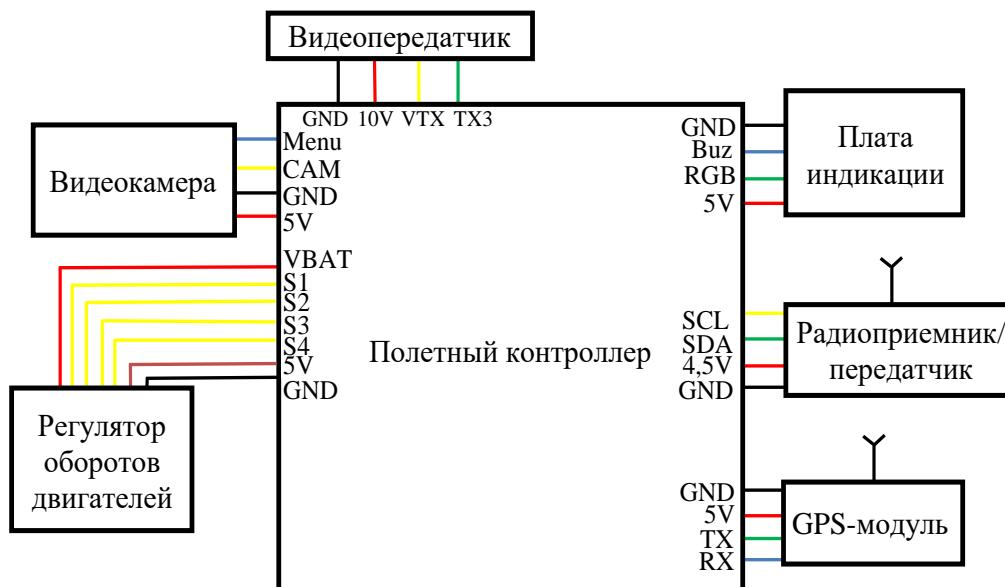 Видеопередатчик
GND 10V VTX TX3
Видеокамера
Menu
CAM
GND
5V
VBAT
S1
S2
S3
S4
5V
GND
Регулятор
оборотов
двигателей
Полетный контроллер
GND
Buz
RGB
5V
Плата
индикации
SCL
SDA
4,5V
GND
Радиоприемник/
передатчик
GND
5V
TX
RX
GPS-модуль